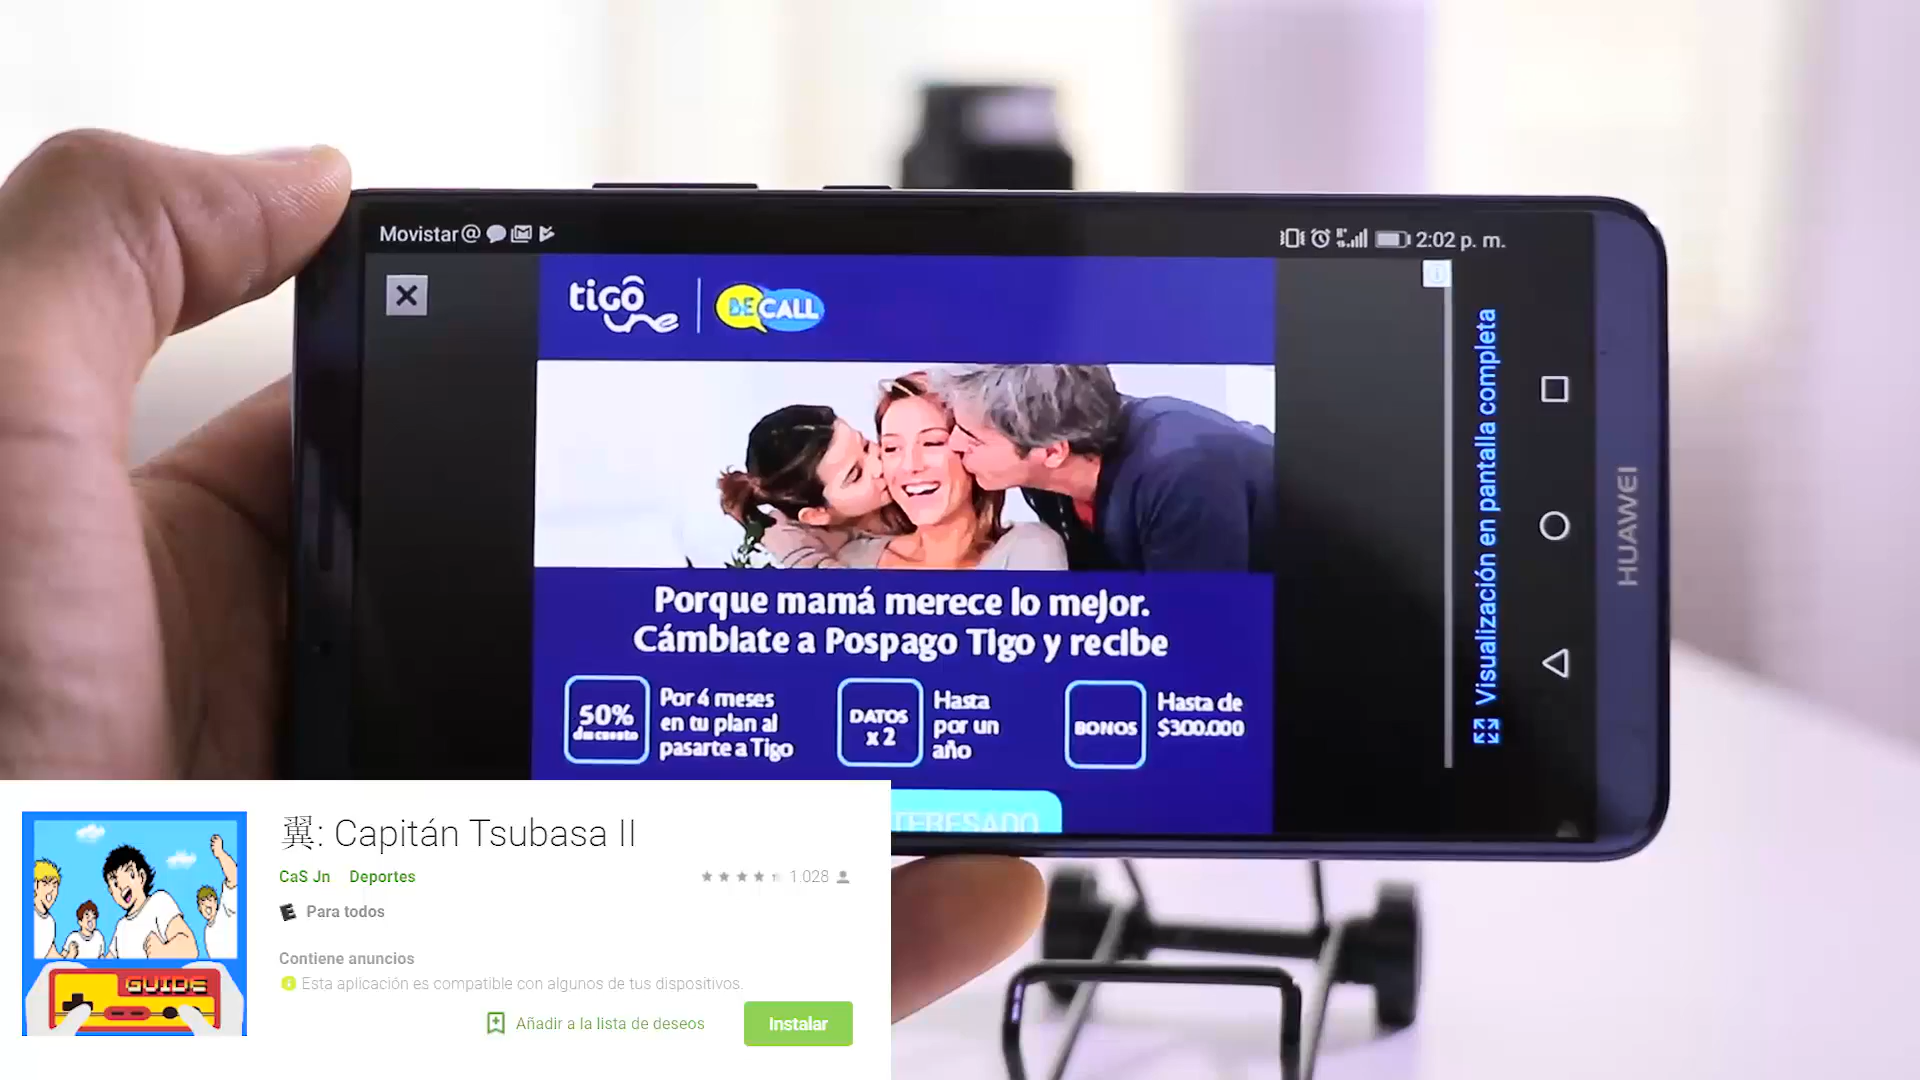 Movistar@
2:02 p. m.
tigo
une
BECALL
Porque mamá merece lo mejor.
Cámbiate a Pospago Tigo y recibe
50%
descuento
Por 4 meses
en tu plan al
pasarte a Tigo
DATOS
x 2
Hasta
por un
año
BONOS
Hasta de
$300.000
TERESADO
Visualización en pantalla completa
HUAWEI
翼: Capitán Tsubasa II
CaS Jn Deportes
1.028
E Para todos
Contiene anuncios
Esta aplicación es compatible con algunos de tus dispositivos.
Añadir a la lista de deseos
Instalar
GUIDE